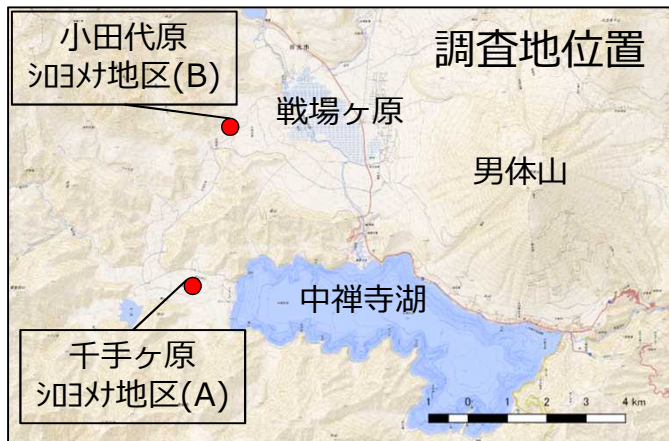 小田代原
ｼﾛﾖﾒﾅ地区(B)
調査地位置
戦場ヶ原
男体山
中禅寺湖
千手ヶ原
ｼﾛﾖﾒﾅ地区(A)
1 0 1 2 3 4 km